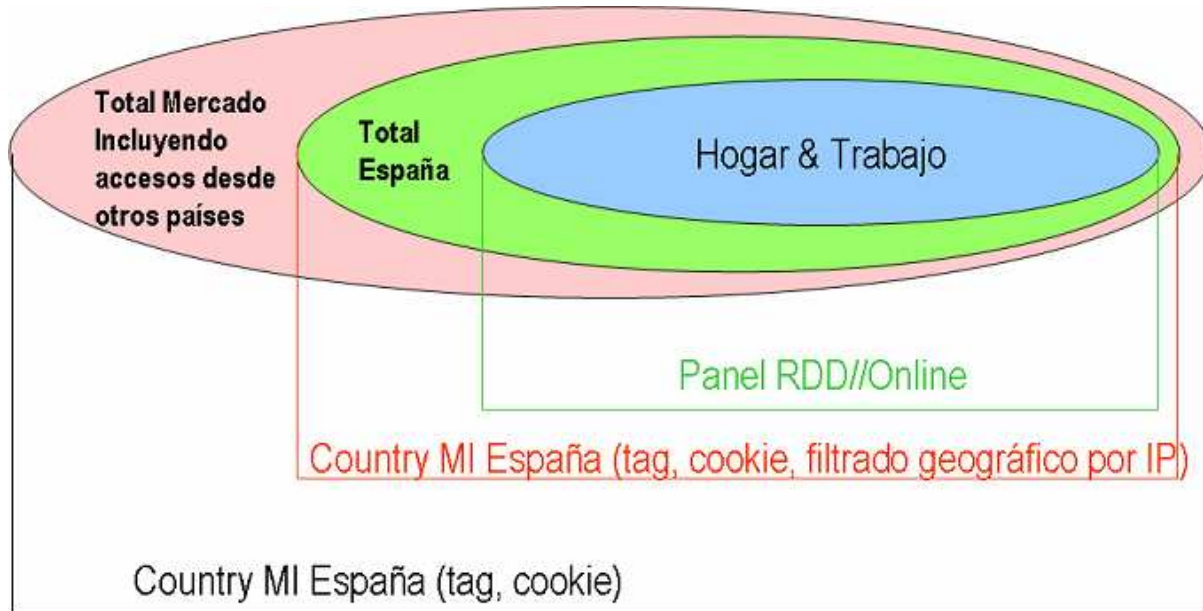 Total Mercado
Incluyendo
accesos desde
otros países
Total
España
Hogar & Trabajo
Panel RDD//Online
Country MI España (tag, cookie, filtrado geográfico por IP)
Country MI España (tag, cookie)